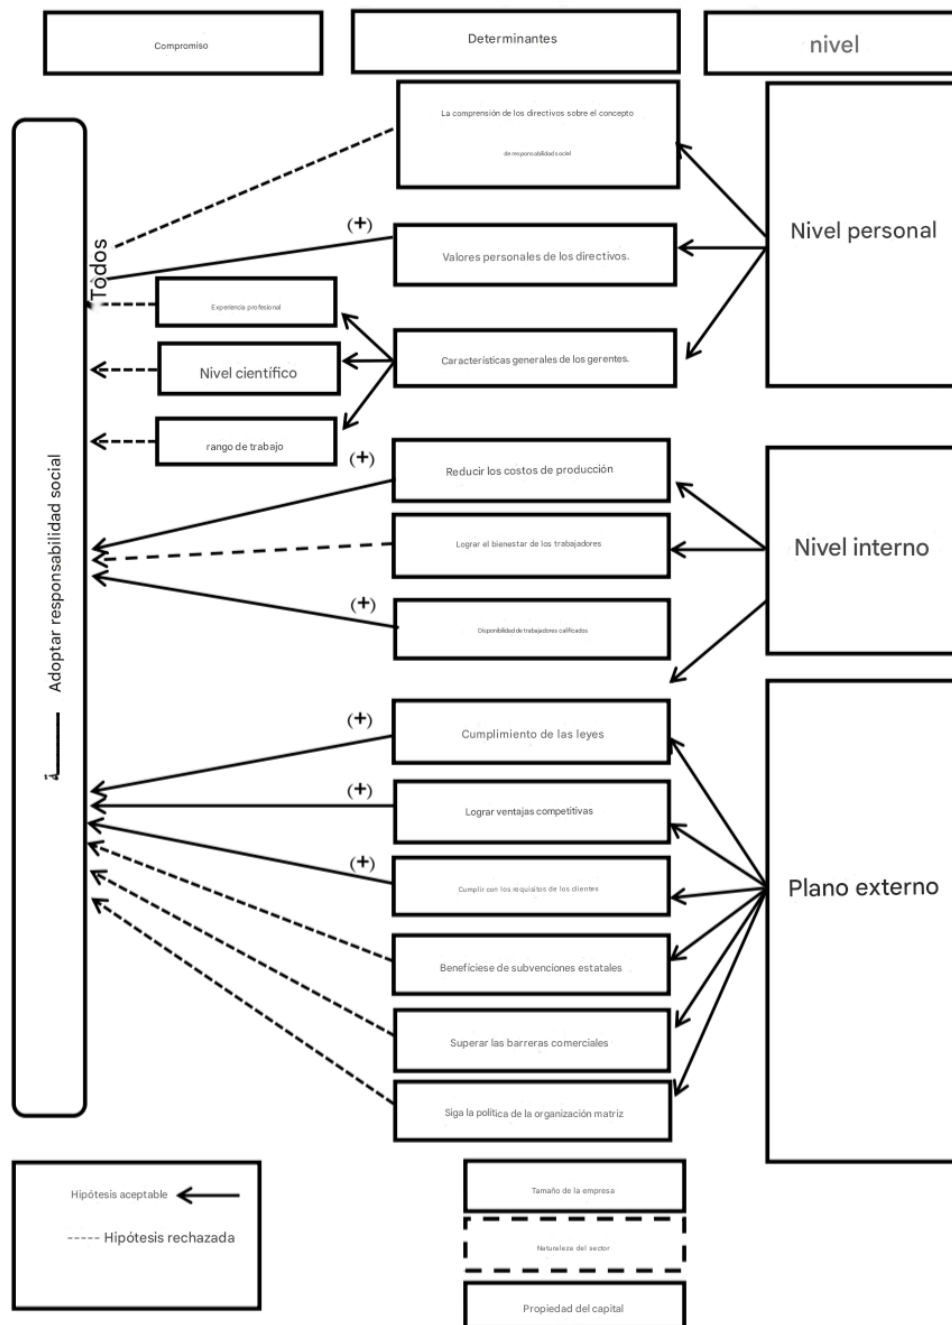 Compromiso
Determinantes
nivel
La comprensión de los directivos sobre el concepto
de responsabilidad social
Nivel personal
Todos
(+)
Valores personales de los directivos.
Experiencia profesional
Características generales de los gerentes.
Nivel científico
rango de trabajo
(+)
Reducir los costos de producción
Adoptar responsabilidad social
Lograr el bienestar de los trabajadores
Nivel interno
(+)
Disponibilidad de trabajadores calificados
(+)
Cumplimiento de las leyes
(+)
Lograr ventajas competitivas
(+)
Cumplir con los requisitos de los clientes
Plano externo
Benefíciese de subvenciones estatales
Superar las barreras comerciales
Siga la política de la organización matriz
Hipótesis aceptable
Hipótesis rechazada
Tamaño de la empresa
Naturaleza del sector
Propiedad del capital